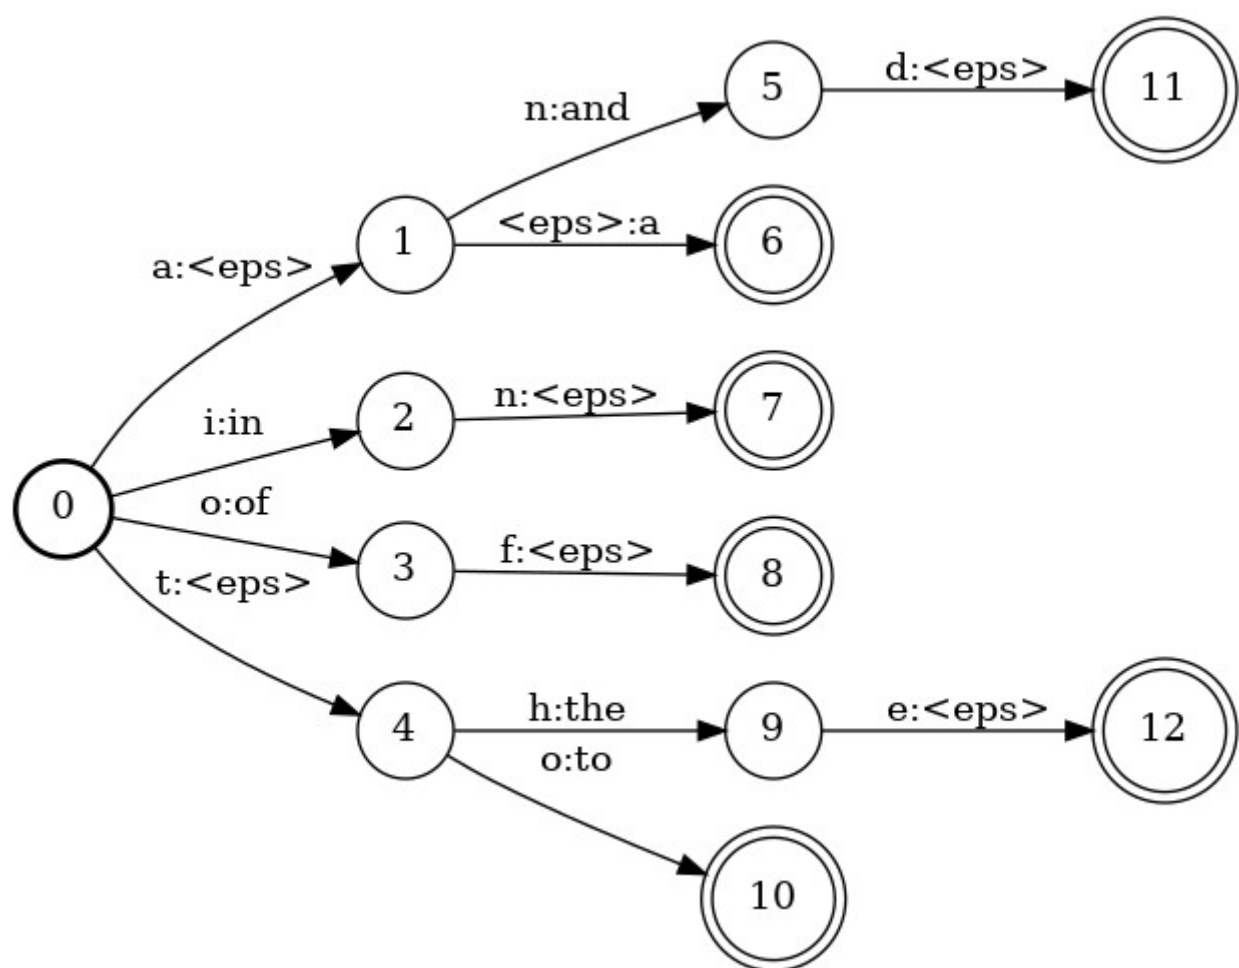 d:<eps>
5
11
n:and
<eps>:a
1
6
a:<eps>
n:<eps>
i:in
2
7
0
o:of
f:<eps>
3
8
t:<eps>
h:the
e:<eps>
4
9
12
o:to
10